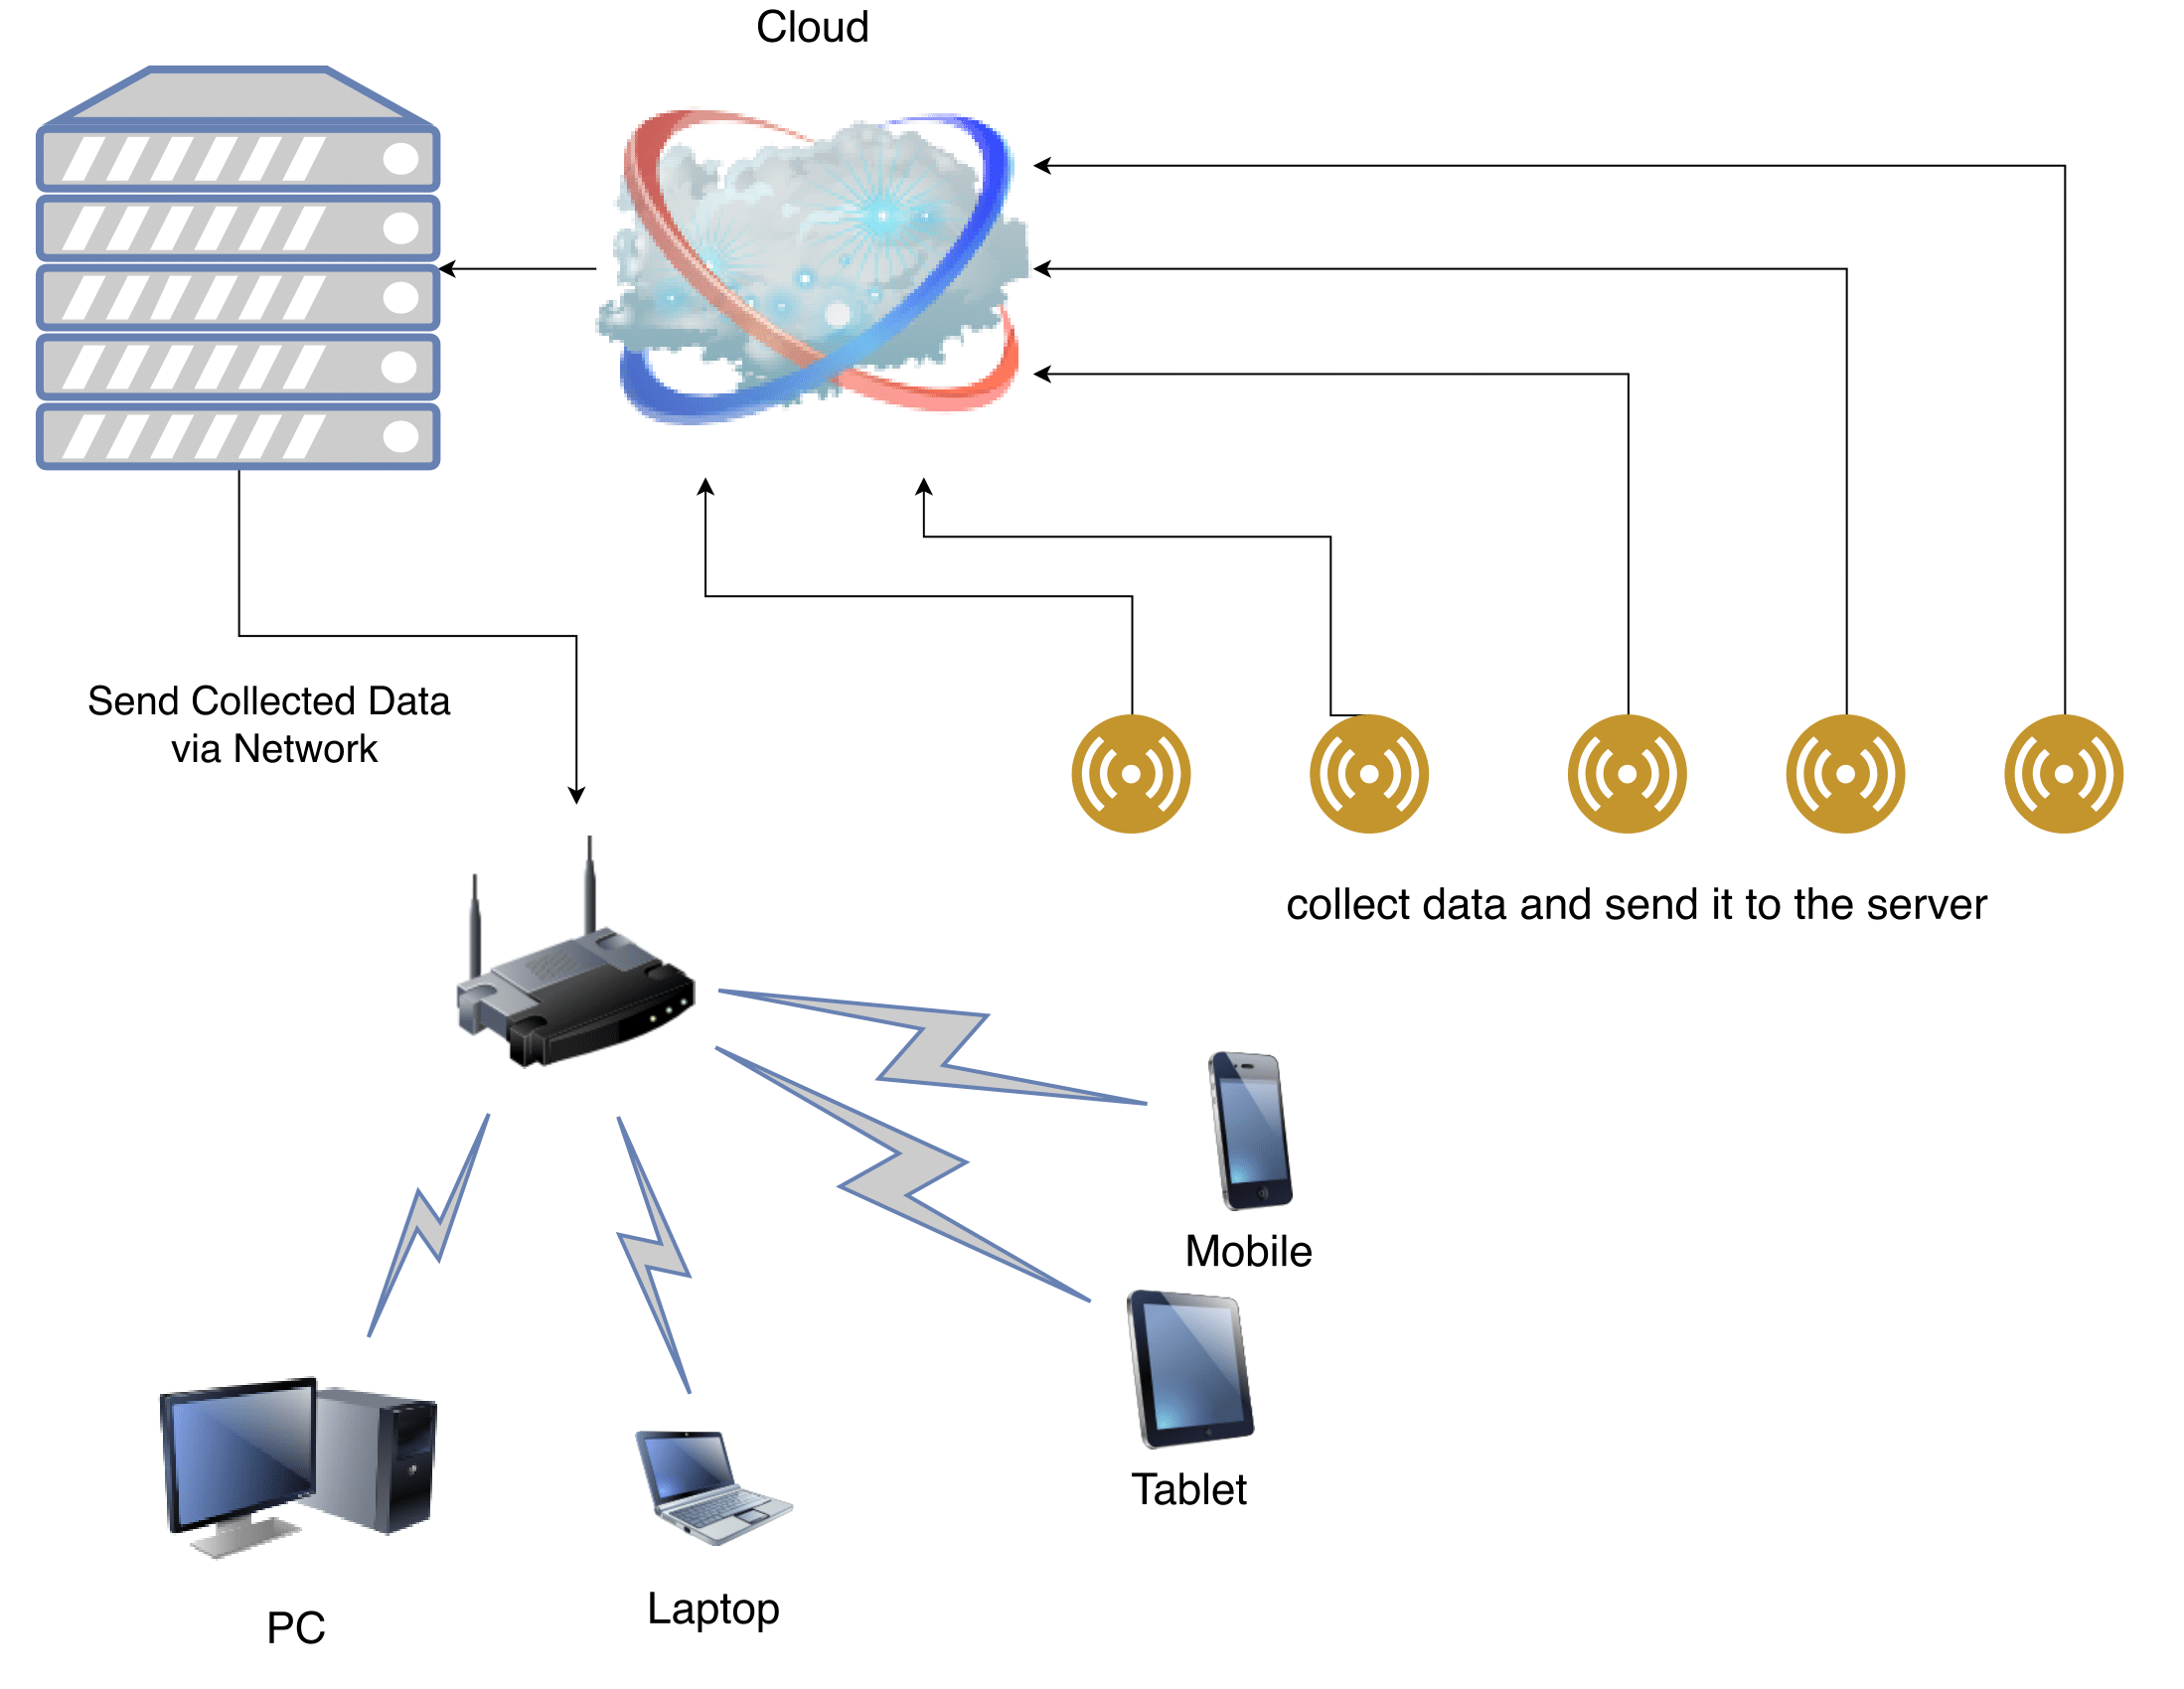 Cloud
Send Collected Data
via Network
collect data and send it to the server
Mobile
Tablet
Laptop
PC